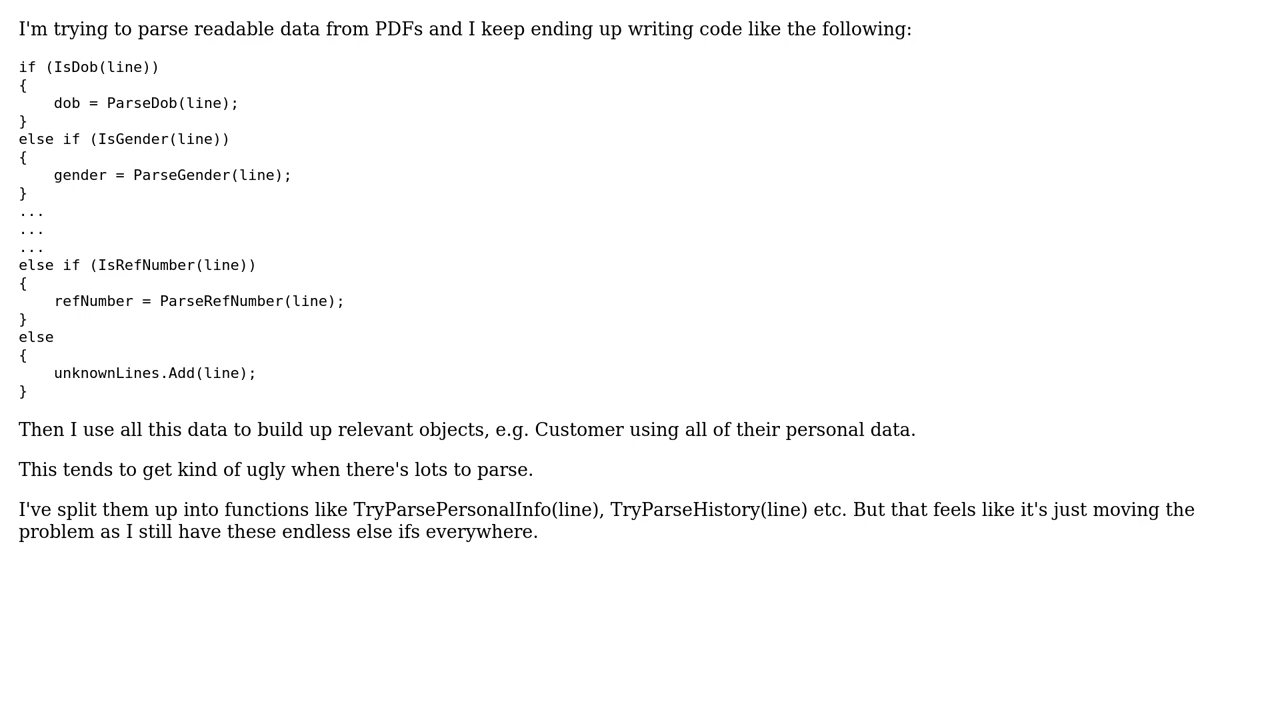 I'm trying to parse readable data from PDFs and I keep ending up writing code like the following:
if (IsDob(line))
{
    dob = ParseDob(line);
}
else if (IsGender(line))
{
    gender = ParseGender(line);
}
...
...
...
else if (IsRefNumber(line))
{
    refNumber = ParseRefNumber(line);
}
else
{
    unknownLines.Add(line);
}
Then I use all this data to build up relevant objects, e.g. Customer using all of their personal data.
This tends to get kind of ugly when there's lots to parse.
I've split them up into functions like TryParsePersonalInfo(line), TryParseHistory(line) etc. But that feels like it's just moving the
problem as I still have these endless else ifs everywhere.